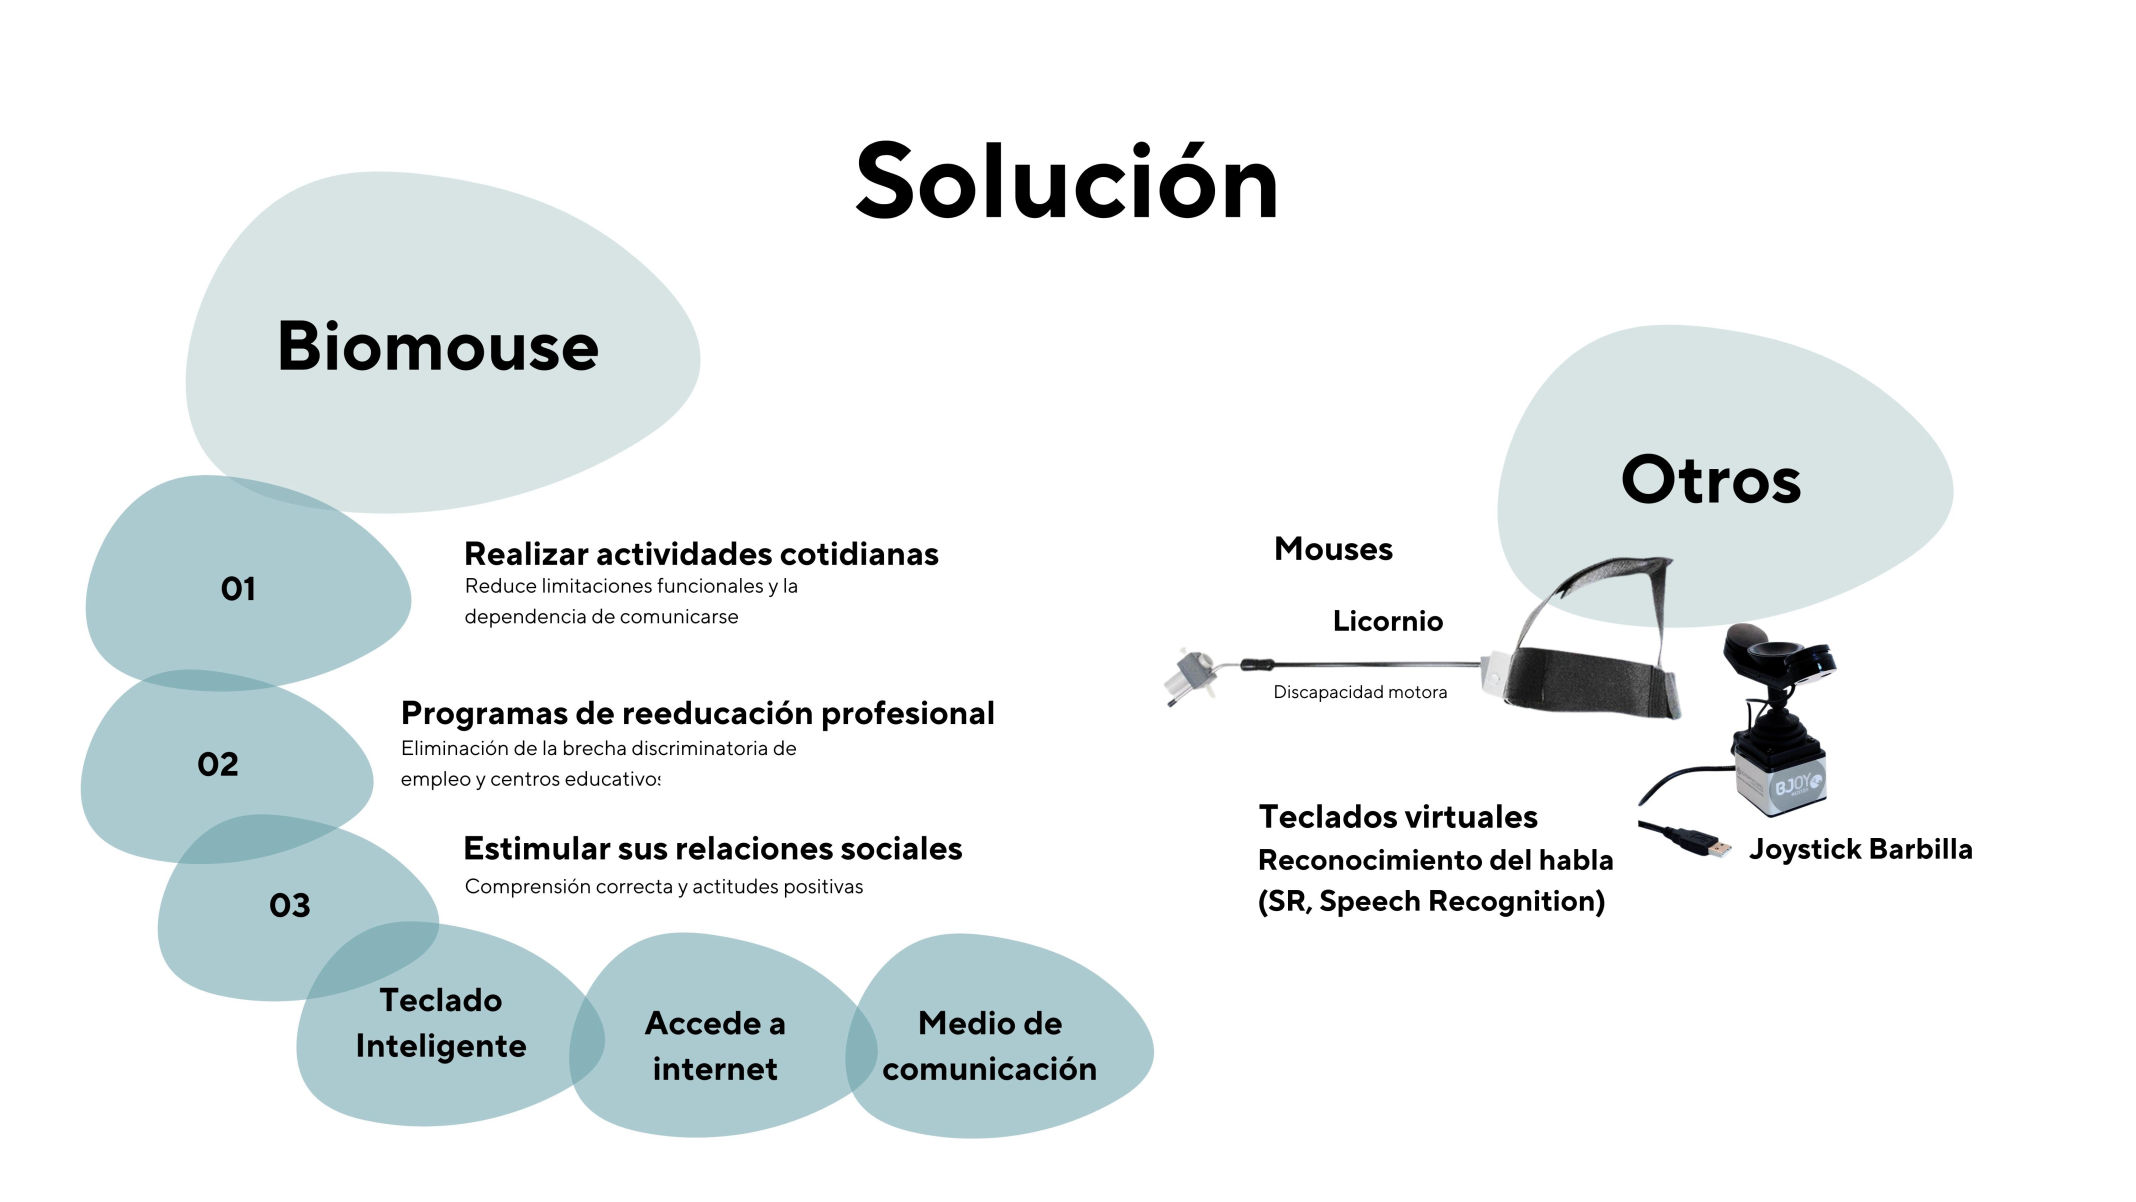 Solución
Biomouse
01
Realizar actividades cotidianas
Reduce limitaciones funcionales y la
dependencia de comunicarse
02
Programas de reeducación profesional
Eliminación de la brecha discriminatoria de
empleo y centros educativos
03
Estimular sus relaciones sociales
Comprensión correcta y actitudes positivas
Teclado
Inteligente
Accede a
internet
Medio de
comunicación
Otros
Mouses
Licornio
Discapacidad motora
BJOY
Joystick Barbilla
Teclados virtuales
Reconocimiento del habla
(SR, Speech Recognition)